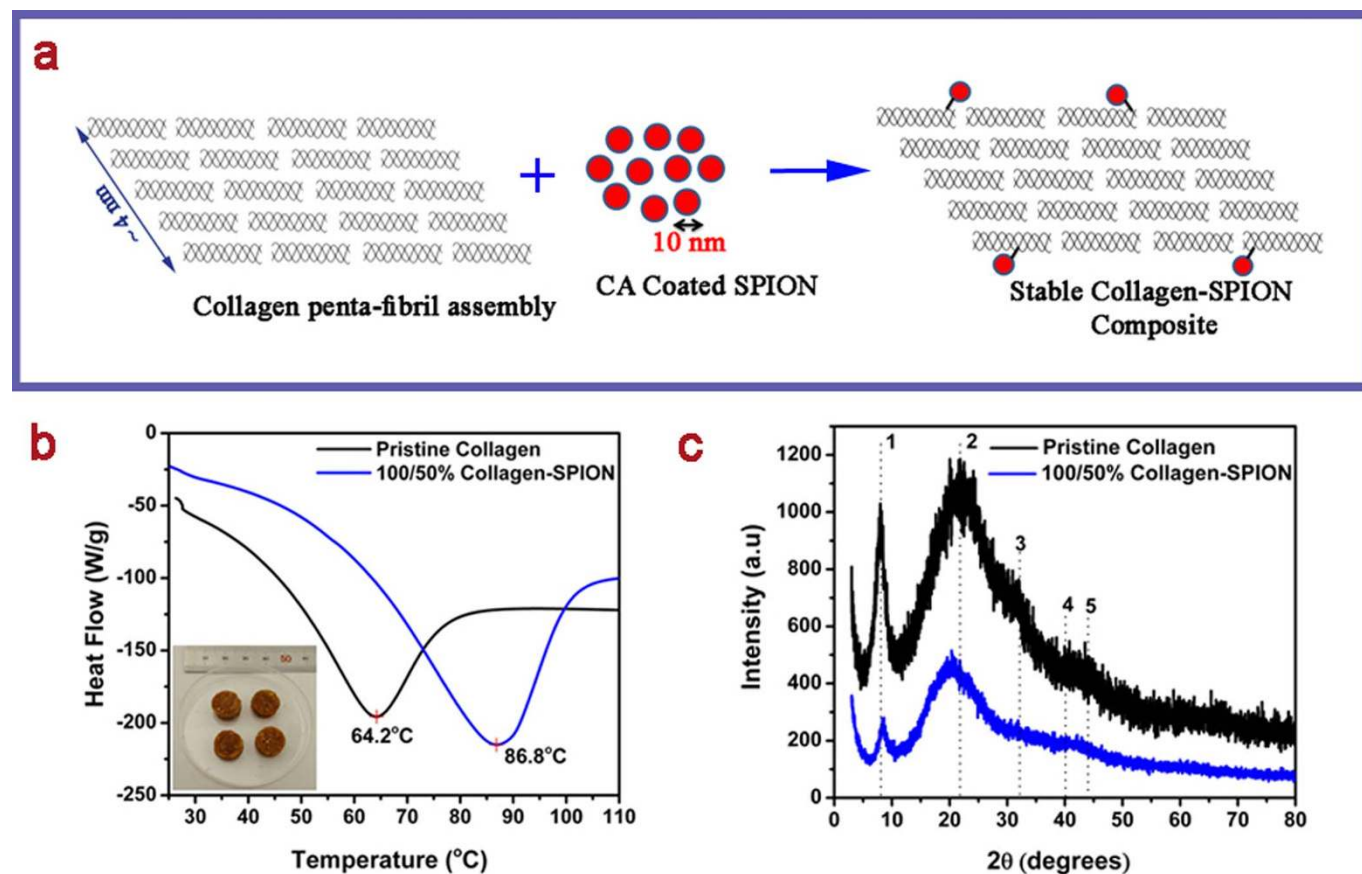 a
~ 4 nm
+
10 nm
Collagen penta-fibril assembly
CA Coated SPION
Stable Collagen-SPION
Composite
b
Pristine Collagen
100/50% Collagen-SPION
0
-50
-100
-150
-200
-250
Heat Flow (W/g)
64.2°C
86.8°C
50
30 40 50 60 70 80 90 100 110
Temperature (°C)
c
Pristine Collagen
100/50% Collagen-SPION
1 2 3 4 5
1200
1000
800
600
400
200
0
Intensity (a.u)
0 10 20 30 40 50 60 70 80
2θ (degrees)